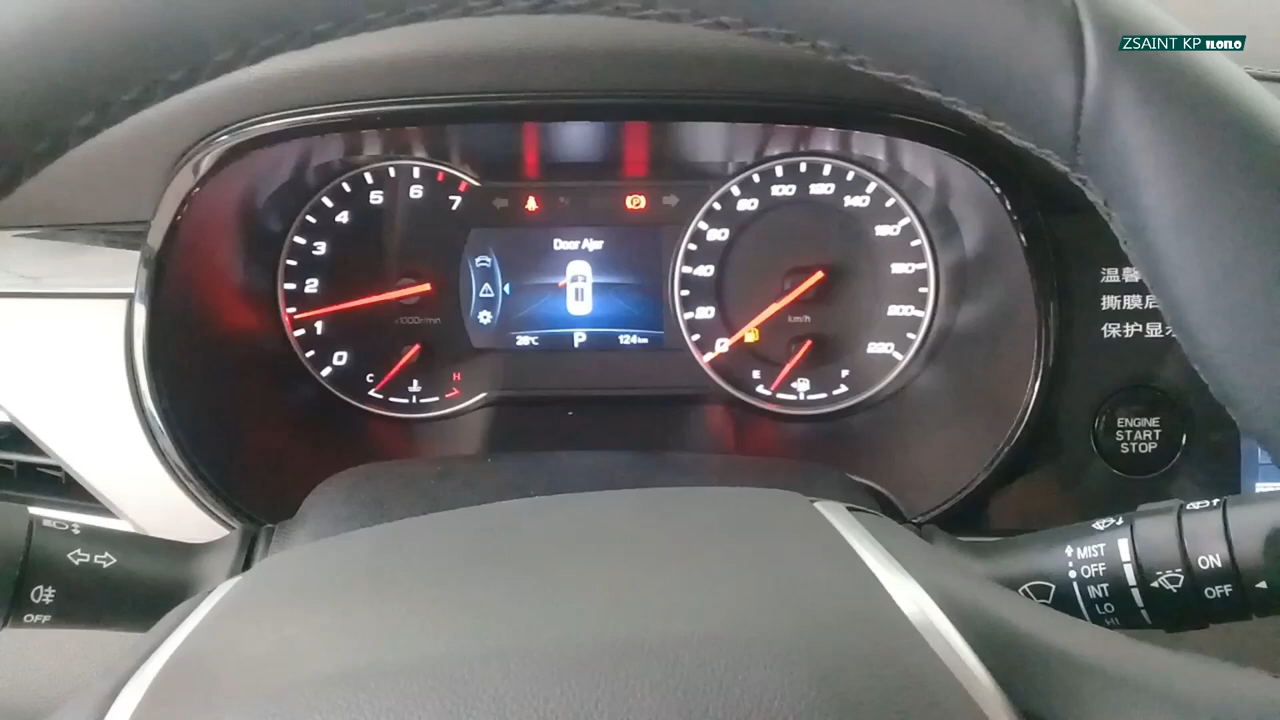 ZSAINT KP ILOILO
0
1
2
3
4
5
6
7
x1000r/min
C
H
Door Ajar
26℃
P
124km
0
20
40
60
80
100
120
140
160
180
200
220
km/h
E
F
温馨
撕膜后
保护显
ENGINE
START
STOP
OFF
MIST
OFF
INT
LO
HI
ON
OFF